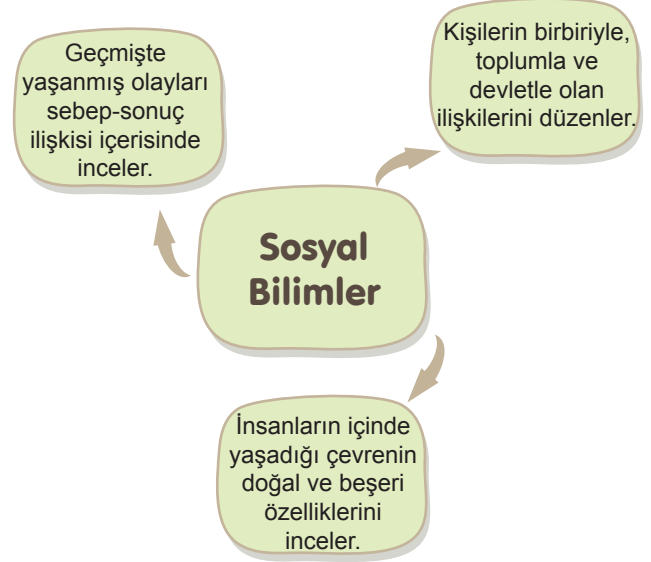 Geçmişte
yaşanmış olayları
sebep-sonuç
ilişkisi içerisinde
inceler.
Kişilerin birbiriyle,
toplumla ve
devletle olan
ilişkilerini düzenler.
Sosyal
Bilimler
İnsanların içinde
yaşadığı çevrenin
doğal ve beşeri
özelliklerini
inceler.